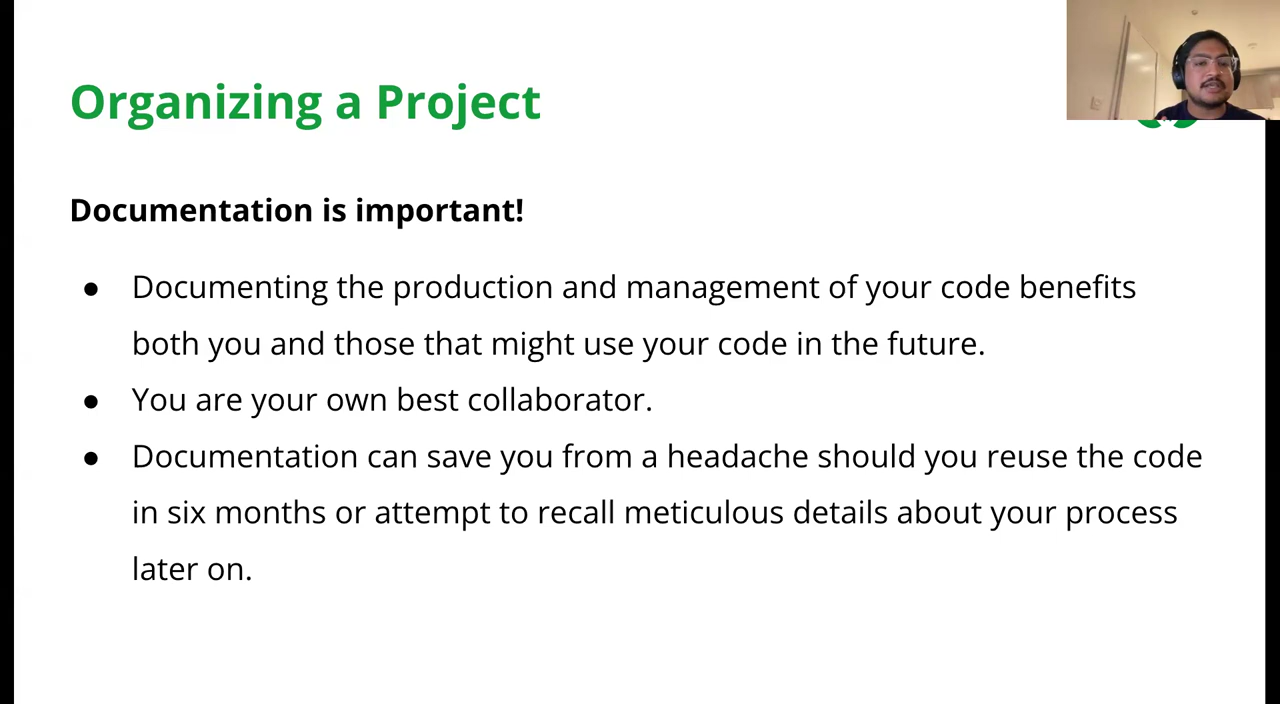 Organizing a Project
Documentation is important!
● Documenting the production and management of your code benefits
both you and those that might use your code in the future.
● You are your own best collaborator.
● Documentation can save you from a headache should you reuse the code
in six months or attempt to recall meticulous details about your process
later on.